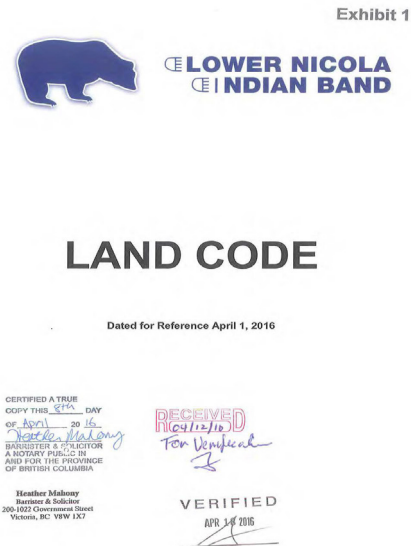 Exhibit 1
LOWER NICOLA
INDIAN BAND
LAND CODE
Dated for Reference April 1, 2016
CERTIFIED A TRUE
COPY THIS 8th DAY
OF April 20 16
Heather Mahony
BARRISTER & SOLICITOR
A NOTARY PUBLIC IN
AND FOR THE PROVINCE
OF BRITISH COLUMBIA
Heather Mahony
Barrister & Solicitor
200-1022 Government Street
Victoria, BC V8W 1X7
RECEIVED
04/12/16
For
VERIFIED
APR 2016